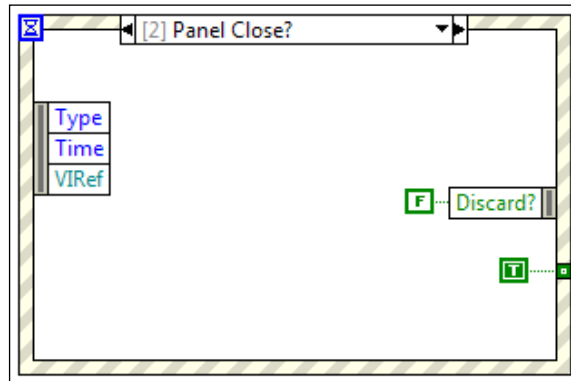 [2] Panel Close?
Type
Time
VIRef
F
Discard?
T